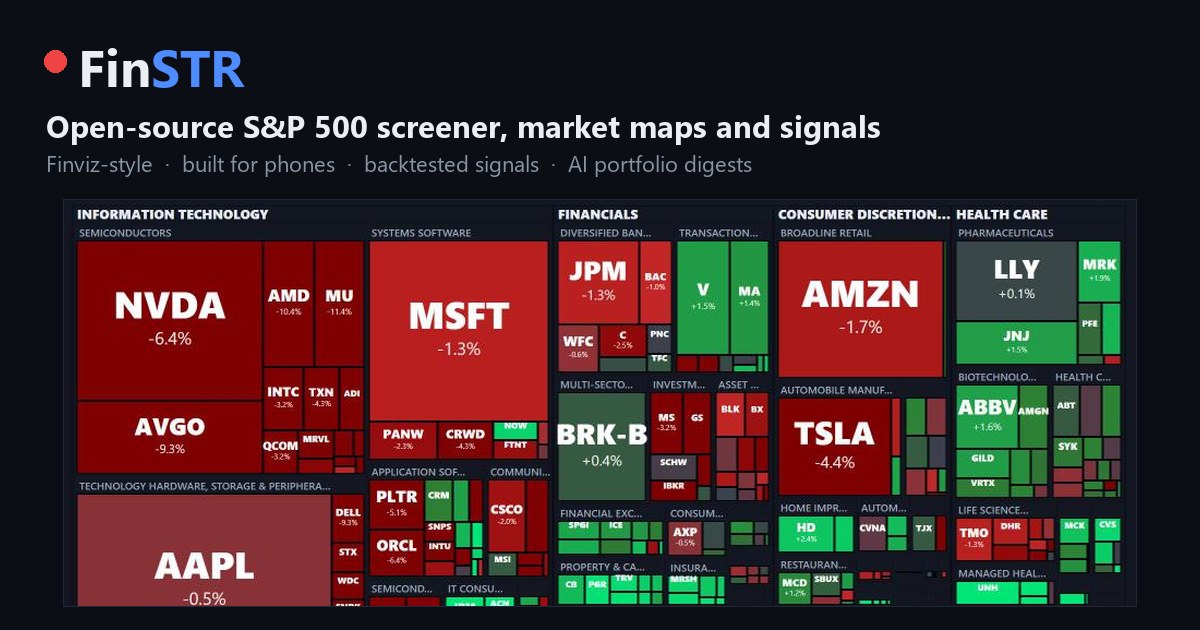 FinSTR
Open-source S&P 500 screener, market maps and signals
Finviz-style · built for phones · backtested signals · AI portfolio digests
INFORMATION TECHNOLOGY
SEMICONDUCTORS
NVDA
-6.4%
AMD
-10.4%
MU
-11.4%
AVGO
-9.3%
INTC
-3.2%
TXN
-4.3%
ADI
QCOM
-3.2%
MRVL
TECHNOLOGY HARDWARE, STORAGE & PERIPHERA...
AAPL
-0.5%
DELL
-9.3%
STX
WDC
SYSTEMS SOFTWARE
MSFT
-1.3%
PANW
-2.3%
CRWD
-4.3%
NOW
FTNT
APPLICATION SOF...
PLTR
-5.1%
CRM
ORCL
-6.4%
SNPS
INTU
COMMUNI...
CSCO
-2.0%
MSI
SEMICOND...
IT CONSU...
ACN
FINANCIALS
DIVERSIFIED BAN...
JPM
-1.3%
BAC
-1.0%
WFC
-0.6%
C
-2.5%
PNC
TFC
TRANSACTION...
V
+1.5%
MA
+1.4%
MULTI-SECTO...
BRK-B
+0.4%
INVESTM...
MS
-3.2%
GS
SCHW
IBKR
ASSET ...
BLK
BX
FINANCIAL EXC...
SPGI
ICE
CONSUM...
AXP
-0.5%
PROPERTY & CA...
CB
PGR
TRV
INSURA...
MRSH
CONSUMER DISCRETION...
BROADLINE RETAIL
AMZN
-1.7%
AUTOMOBILE MANUF...
TSLA
-4.4%
HOME IMPR...
HD
+2.4%
AUTOM...
CVNA
TJX
RESTAURAN...
MCD
+1.2%
SBUX
HEALTH CARE
PHARMACEUTICALS
LLY
+0.1%
MRK
+1.9%
JNJ
+1.5%
PFE
BIOTECHNOLO...
ABBV
+1.6%
AMGN
GILD
VRTX
HEALTH C...
ABT
SYK
LIFE SCIENCE...
TMO
-1.3%
DHR
MCK
CVS
MANAGED HEAL...
UNH